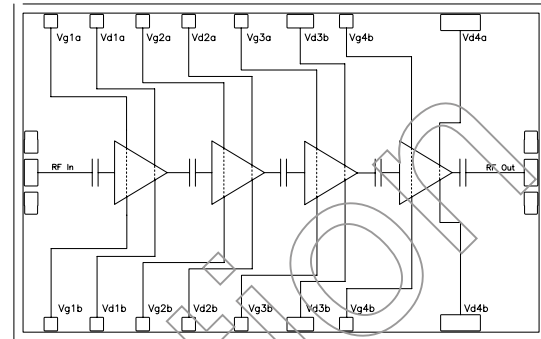 Vg1a Vd1a Vg2a Vd2a Vg3a Vd3b Vg4b Vd4a
RF In RF Out
Vg1b Vd1b Vg2b Vd2b Vg3b Vd3b Vg4b Vd4b
tion